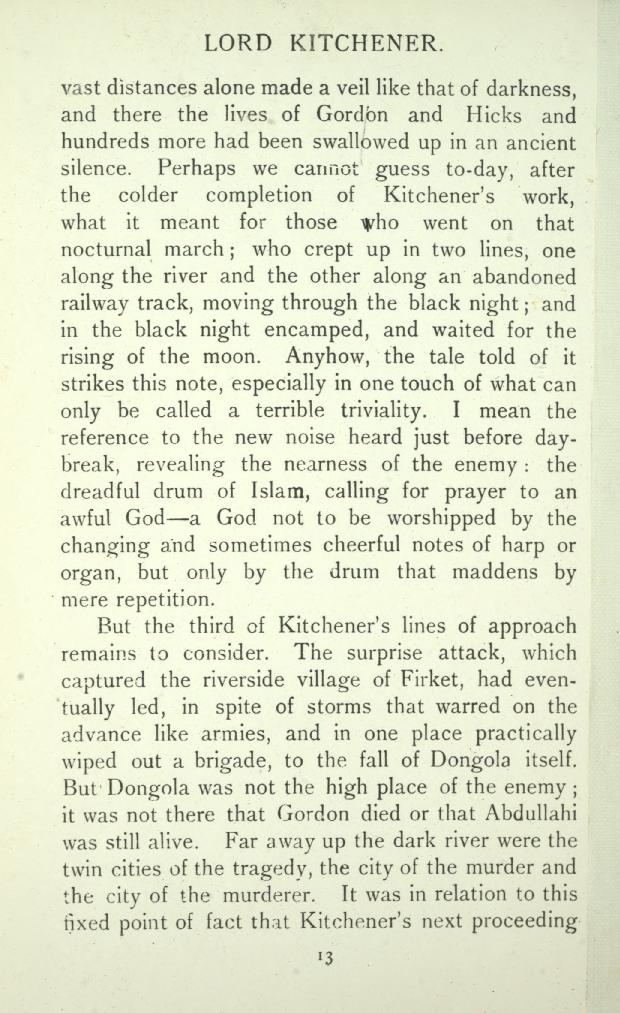 LORD KITCHENER.
vast distances alone made a veil like that of darkness,
and there the lives of Gordon and Hicks and
hundreds more had been swallowed up in an ancient
silence. Perhaps we cannot guess to-day, after
the colder completion of Kitchener's work,
what it meant for those who went on that
nocturnal march; who crept up in two lines, one
along the river and the other along an abandoned
railway track, moving through the black night; and
in the black night encamped, and waited for the
rising of the moon. Anyhow, the tale told of it
strikes this note, especially in one touch of what can
only be called a terrible triviality. I mean the
reference to the new noise heard just before day-
break, revealing the nearness of the enemy: the
dreadful drum of Islam, calling for prayer to an
awful God—a God not to be worshipped by the
changing and sometimes cheerful notes of harp or
organ, but only by the drum that maddens by
mere repetition.
But the third of Kitchener's lines of approach
remains to consider. The surprise attack, which
captured the riverside village of Firket, had even-
tually led, in spite of storms that warred on the
advance like armies, and in one place practically
wiped out a brigade, to the fall of Dongola itself.
But Dongola was not the high place of the enemy;
it was not there that Gordon died or that Abdullahi
was still alive. Far away up the dark river were the
twin cities of the tragedy, the city of the murder and
the city of the murderer. It was in relation to this
fixed point of fact that Kitchener's next proceeding
13